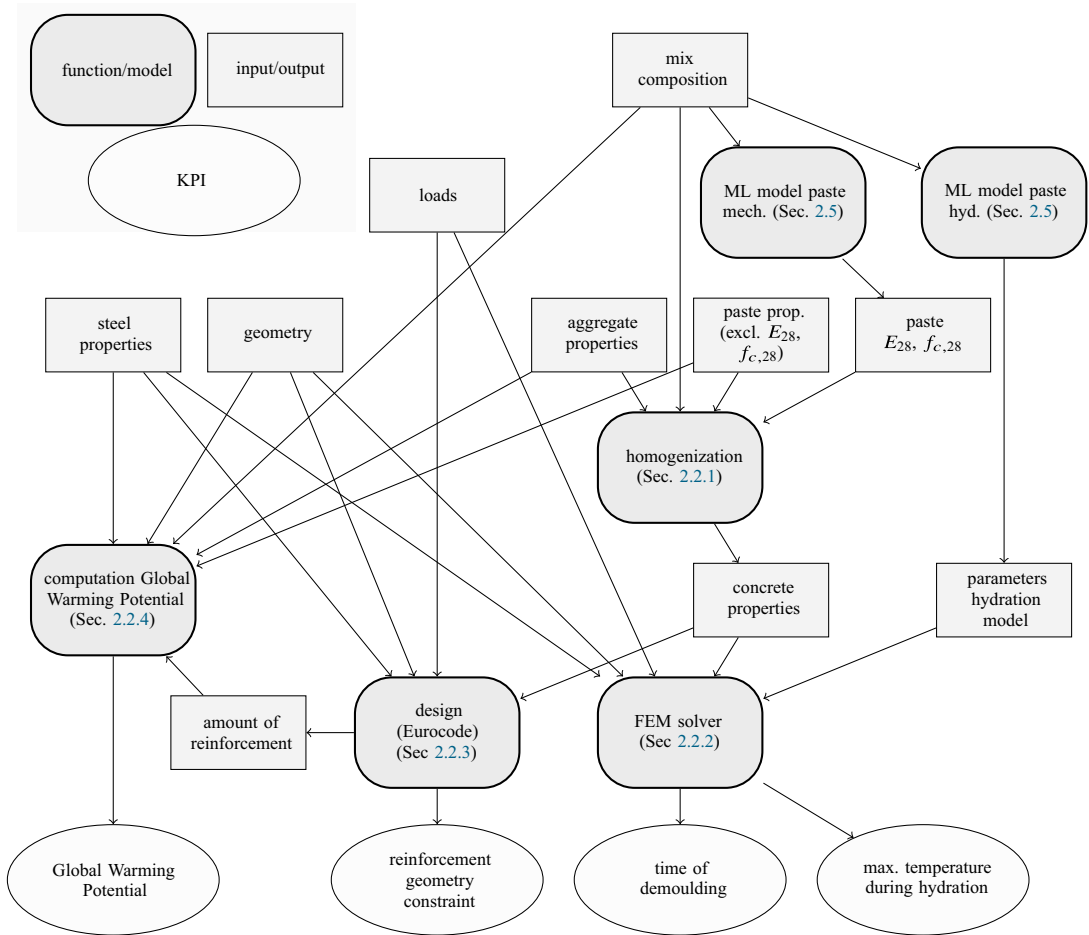 function/model
input/output
KPI
mix
composition
loads
ML model paste
mech. (Sec. 2.5)
ML model paste
hyd. (Sec. 2.5)
steel
properties
geometry
aggregate
properties
paste prop.
(excl. E28,
fc,28)
paste
E28, fc,28
homogenization
(Sec. 2.2.1)
computation Global
Warming Potential
(Sec. 2.2.4)
concrete
properties
parameters
hydration
model
amount of
reinforcement
design
(Eurocode)
(Sec 2.2.3)
FEM solver
(Sec 2.2.2)
Global Warming
Potential
reinforcement
geometry
constraint
time of
demoulding
max. temperature
during hydration